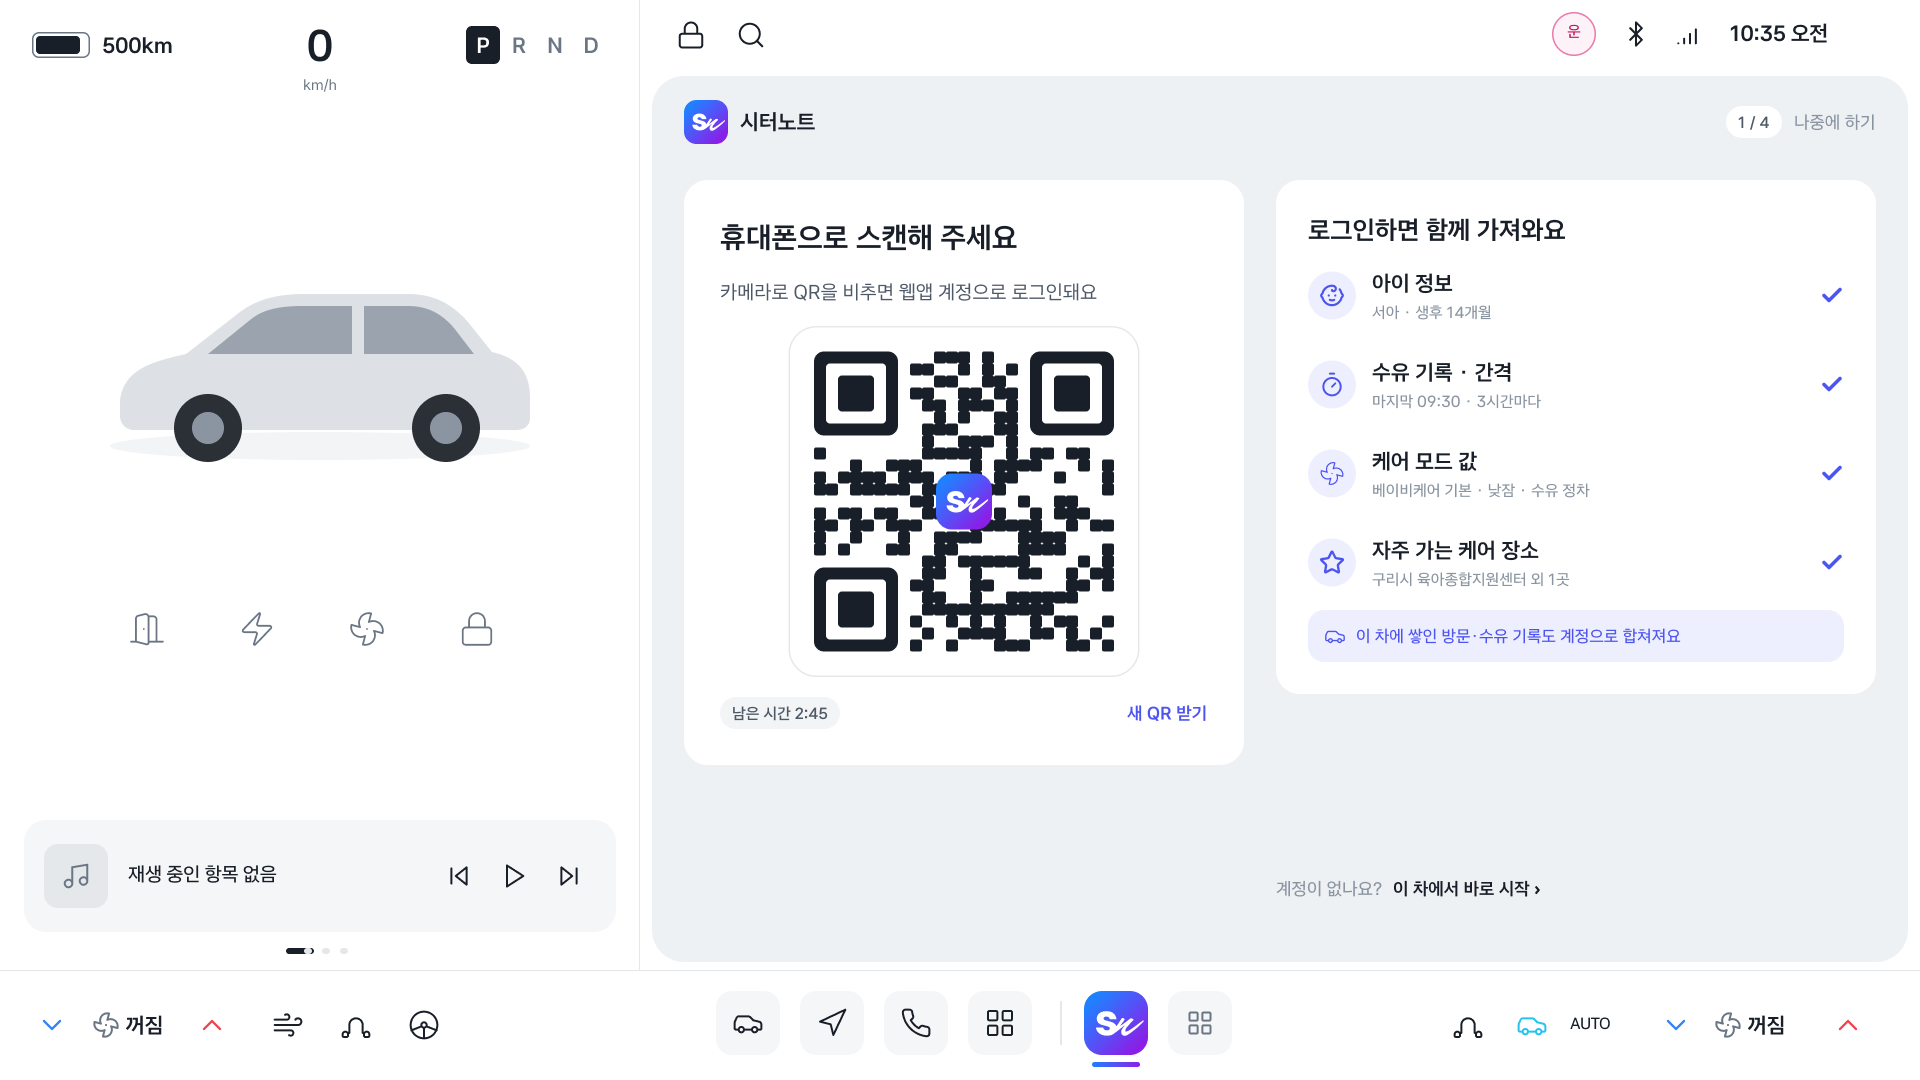 500km
0
km/h
P R N D
운
10:35 오전
Sn 시터노트
1 / 4
나중에 하기
휴대폰으로 스캔해 주세요
카메라로 QR을 비추면 웹앱 계정으로 로그인돼요
Sn
남은 시간 2:45
새 QR 받기
로그인하면 함께 가져와요
아이 정보
서아 · 생후 14개월
수유 기록 · 간격
마지막 09:30 · 3시간마다
케어 모드 값
베이비케어 기본 · 낮잠 · 수유 정차
자주 가는 케어 장소
구리시 육아종합지원센터 외 1곳
이 차에 쌓인 방문·수유 기록도 계정으로 합쳐져요
계정이 없나요? 이 차에서 바로 시작 ›
재생 중인 항목 없음
꺼짐
Sn
AUTO
꺼짐